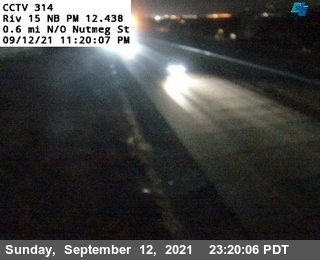 CCTV 314
Riv 15 NB PM 12.438
0.6 mi N/O Nutmeg St
09/12/21 11:20:07 PM
Sunday, September 12, 2021 23:20:06 PDT